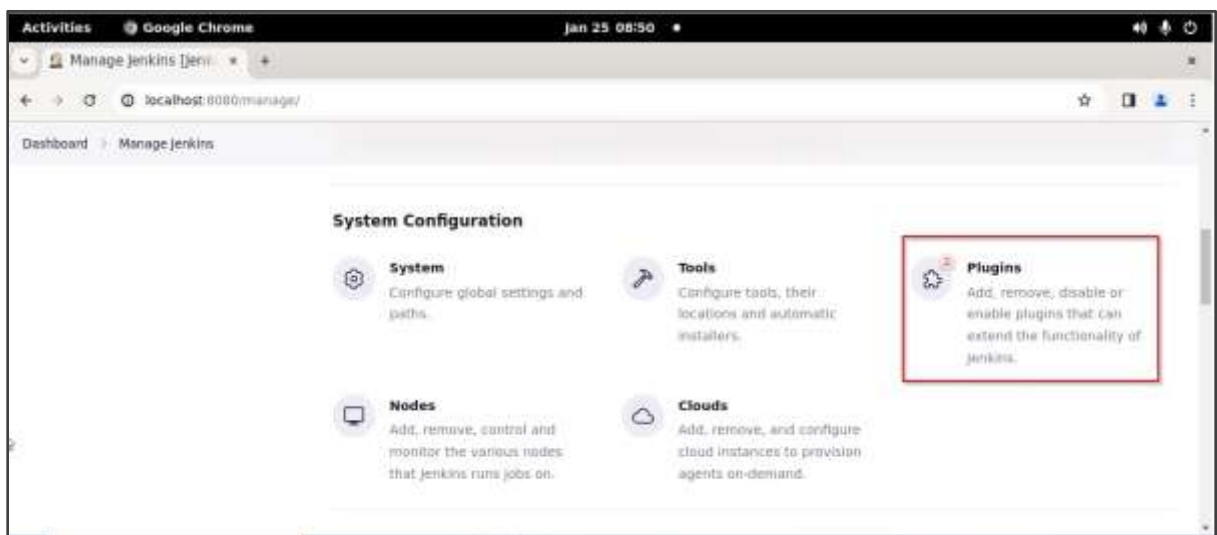 Activities Google Chrome Jan 25 08:50
Manage Jenkins [Jen
localhost:8080/manage/
Dashboard Manage Jenkins
System Configuration
System
Configure global settings and
paths.
Tools
Configure tools, their
locations and automatic
installers.
Plugins
Add, remove, disable or
enable plugins that can
extend the functionality of
Jenkins.
Nodes
Add, remove, control and
monitor the various nodes
that Jenkins runs jobs on.
Clouds
Add, remove, and configure
cloud instances to provision
agents on-demand.